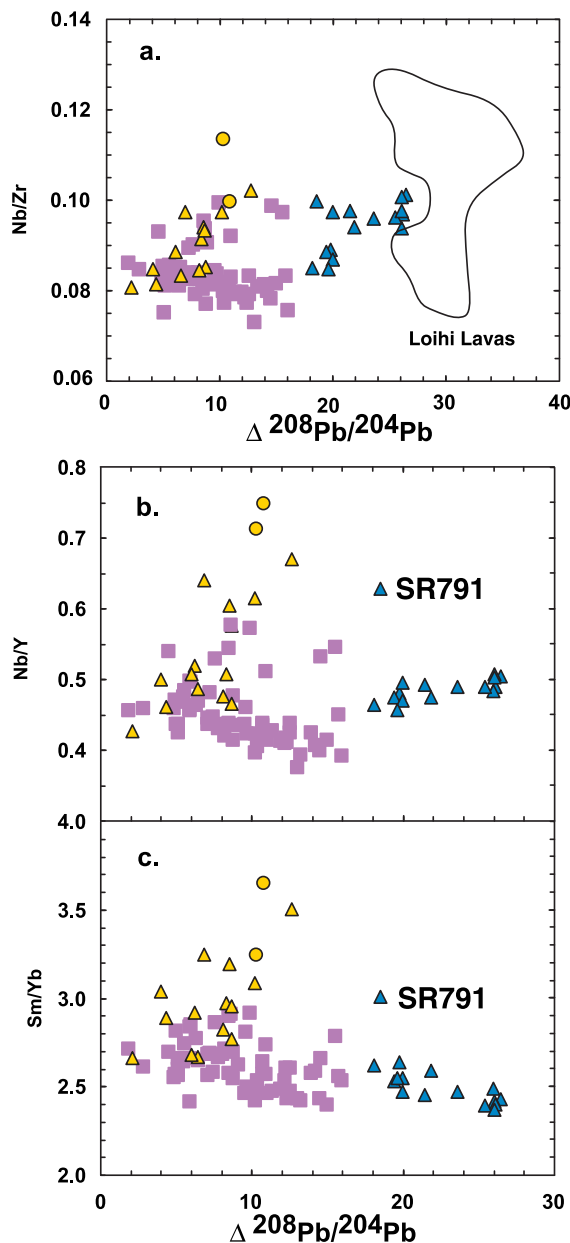 0.14
a.
0.12
Nb/Zr
0.10
0.08
Loihi Lavas
0.06
0 10 20 30 40
Δ 208Pb/204Pb
0.8
b.
0.7
0.6
SR791
Nb/Y
0.5
0.4
4.0
c.
3.5
Sm/Yb
3.0
SR791
2.5
2.0
0 10 20 30
Δ 208Pb/204Pb